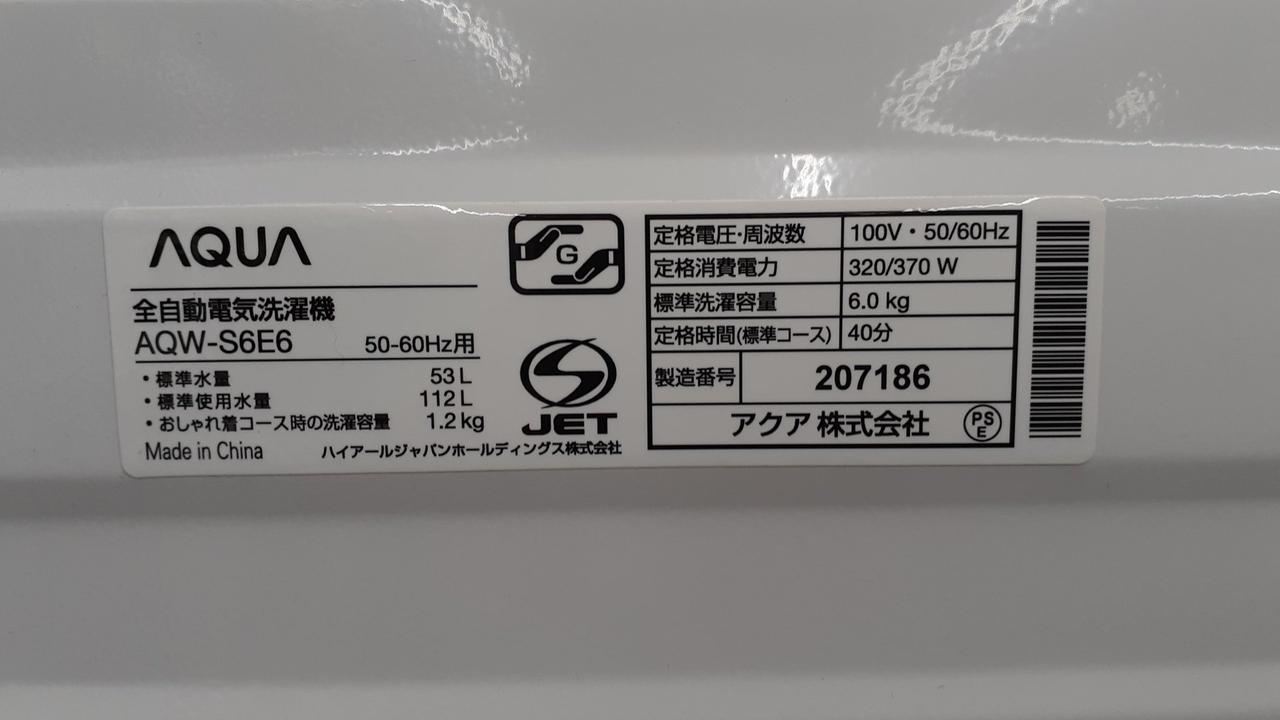 AQUA
全自動電気洗濯機
AQW-S6E6 50-60Hz用
・標準水量 53L
・標準使用水量 112L
・おしゃれ着コース時の洗濯容量 1.2kg
Made in China ハイアールジャパンホールディングス株式会社
G
JET
定格電圧・周波数 100V・50/60Hz
定格消費電力 320/370 W
標準洗濯容量 6.0 kg
定格時間(標準コース) 40分
製造番号 207186
アクア 株式会社 PSE